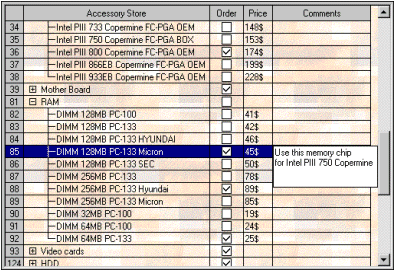 Accessory Store Order Price Comments
34 Intel PIII 733 Copermine FC-PGA OEM 148$
35 Intel PIII 750 Copermine FC-PGA BOX 153$
36 Intel PIII 800 Copermine FC-PGA OEM 174$
37 Intel PIII 866EB Copermine FC-PGA OEM 199$
38 Intel PIII 933EB Copermine FC-PGA OEM 228$
39 Mother Board
81 RAM
82 DIMM 128MB PC-100 41$
83 DIMM 128MB PC-133 42$
84 DIMM 128MB PC-133 HYUNDAI 46$
85 DIMM 128MB PC-133 Micron 45$ Use this memory chip
for Intel PIII 750 Copermine
86 DIMM 128MB PC-133 SEC 50$
87 DIMM 256MB PC-133 78$
88 DIMM 256MB PC-133 Hyundai 89$
89 DIMM 256MB PC-133 Micron 85$
90 DIMM 32MB PC-100 19$
91 DIMM 64MB PC-100 24$
92 DIMM 64MB PC-133 25$
93 Video cards
124 HDD